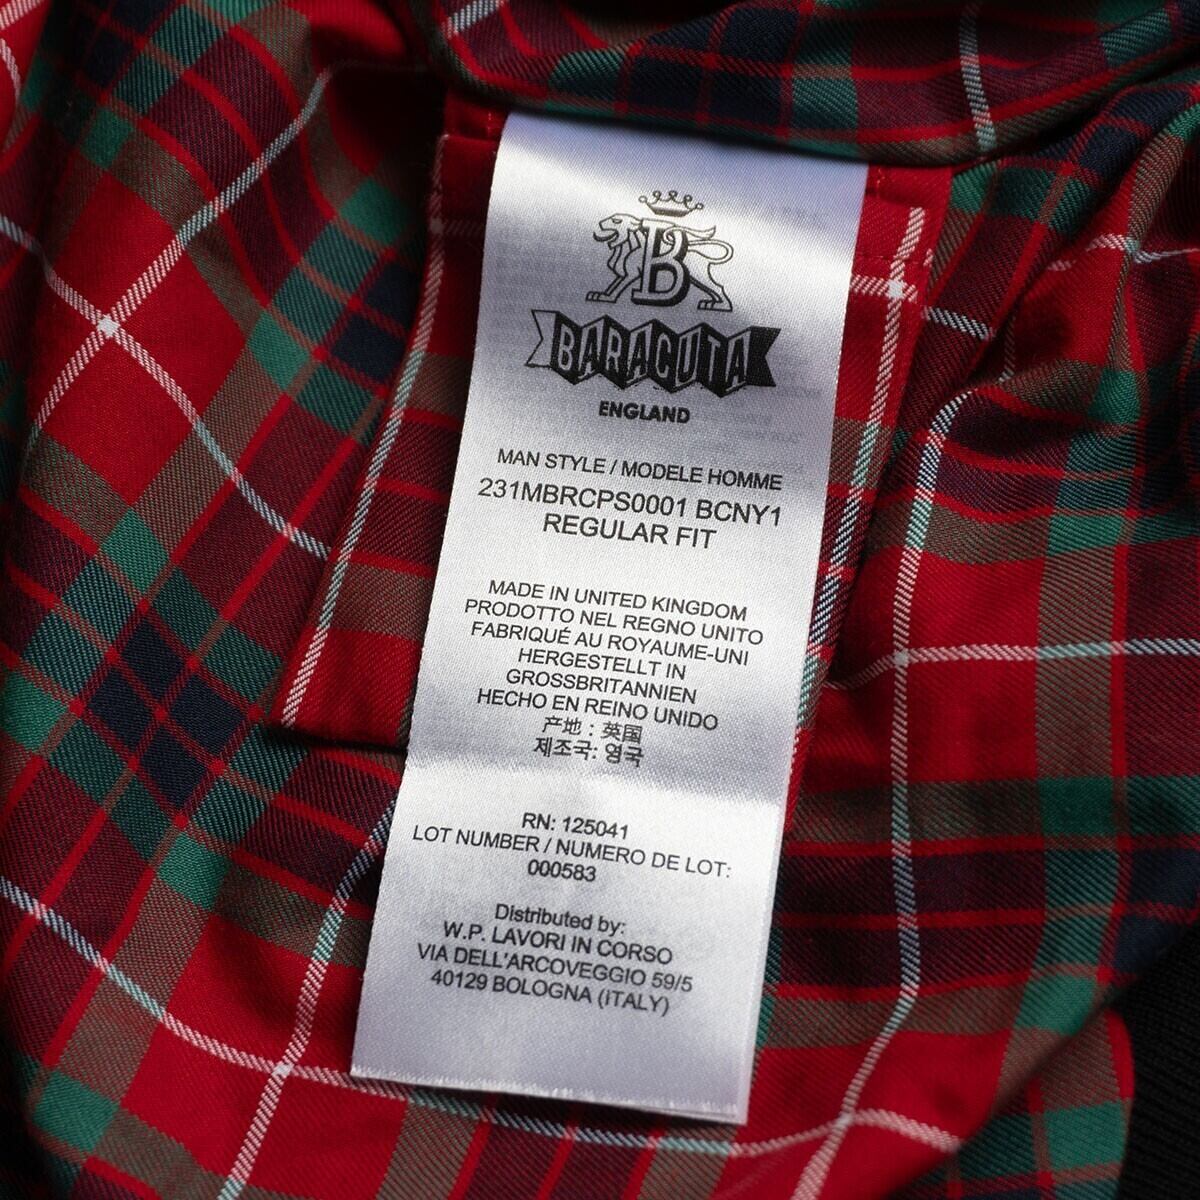 B
BARACUTA
ENGLAND
MAN STYLE / MODELE HOMME
231MBRCPS0001 BCNY1
REGULAR FIT
MADE IN UNITED KINGDOM
PRODOTTO NEL REGNO UNITO
FABRIQUÉ AU ROYAUME-UNI
HERGESTELLT IN
GROSSBRITANNIEN
HECHO EN REINO UNIDO
产地：英国
제조국: 영국
RN: 125041
LOT NUMBER / NUMERO DE LOT:
000583
Distributed by:
W.P. LAVORI IN CORSO
VIA DELL'ARCOVEGGIO 59/5
40129 BOLOGNA (ITALY)